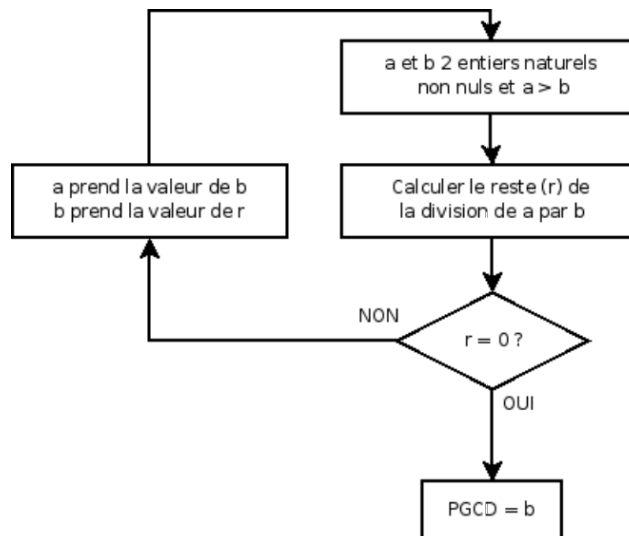 a et b 2 entiers naturels
non nuls et a > b
Calculer le reste (r) de
la division de a par b
r = 0 ?
NON
a prend la valeur de b
b prend la valeur de r
OUI
PGCD = b